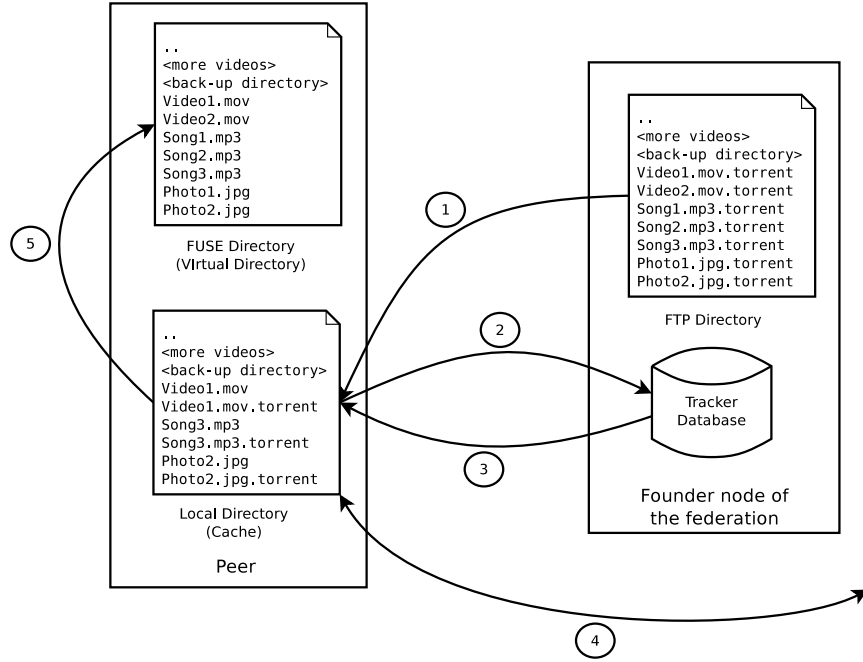 ..
<more videos>
<back-up directory>
Video1.mov
Video2.mov
Song1.mp3
Song2.mp3
Song3.mp3
Photo1.jpg
Photo2.jpg
FUSE Directory
(VIrtual Directory)
5
..
<more videos>
<back-up directory>
Video1.mov
Video1.mov.torrent
Song3.mp3
Song3.mp3.torrent
Photo2.jpg
Photo2.jpg.torrent
Local Directory
(Cache)
Peer
1
2
3
4
..
<more videos>
<back-up directory>
Video1.mov.torrent
Video2.mov.torrent
Song1.mp3.torrent
Song2.mp3.torrent
Song3.mp3.torrent
Photo1.jpg.torrent
Photo2.jpg.torrent
FTP Directory
Tracker
Database
Founder node of
the federation